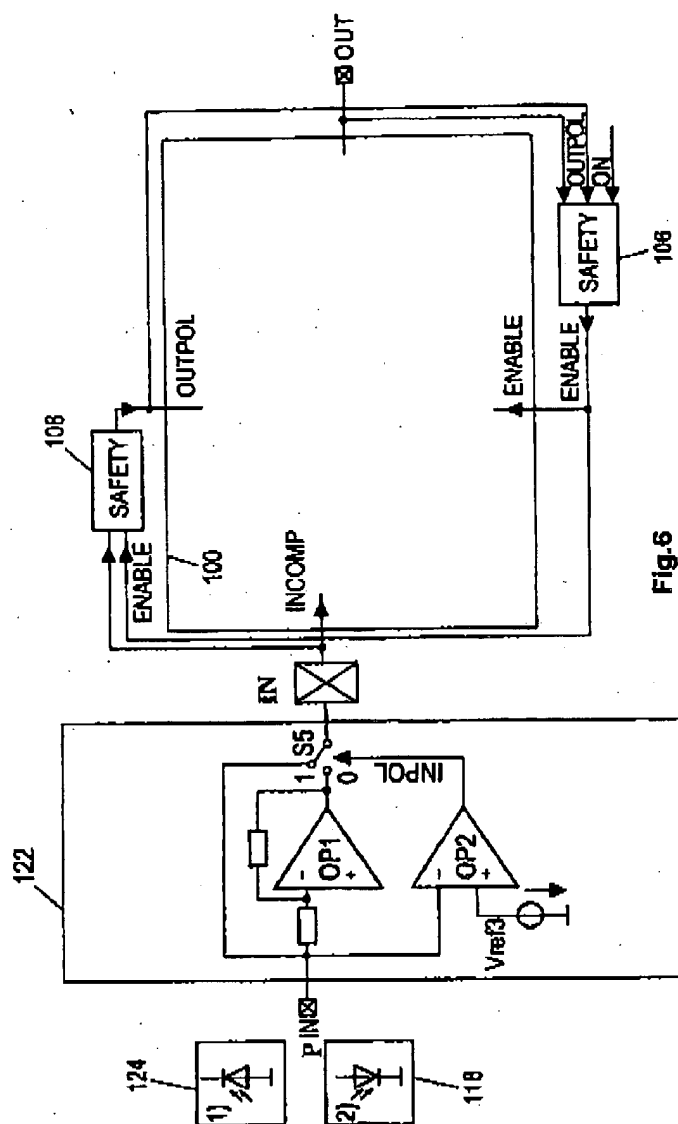 124
1)
2)
118
122
P IN
OP1
-
+
OP2
-
+
Vref3
1
0
S5
INPOL
IN
INCOMP
100
108
SAFETY
ENABLE
OUTPOL
OUT
OUTPOL
ON
SAFETY
106
ENABLE
ENABLE
Fig.6